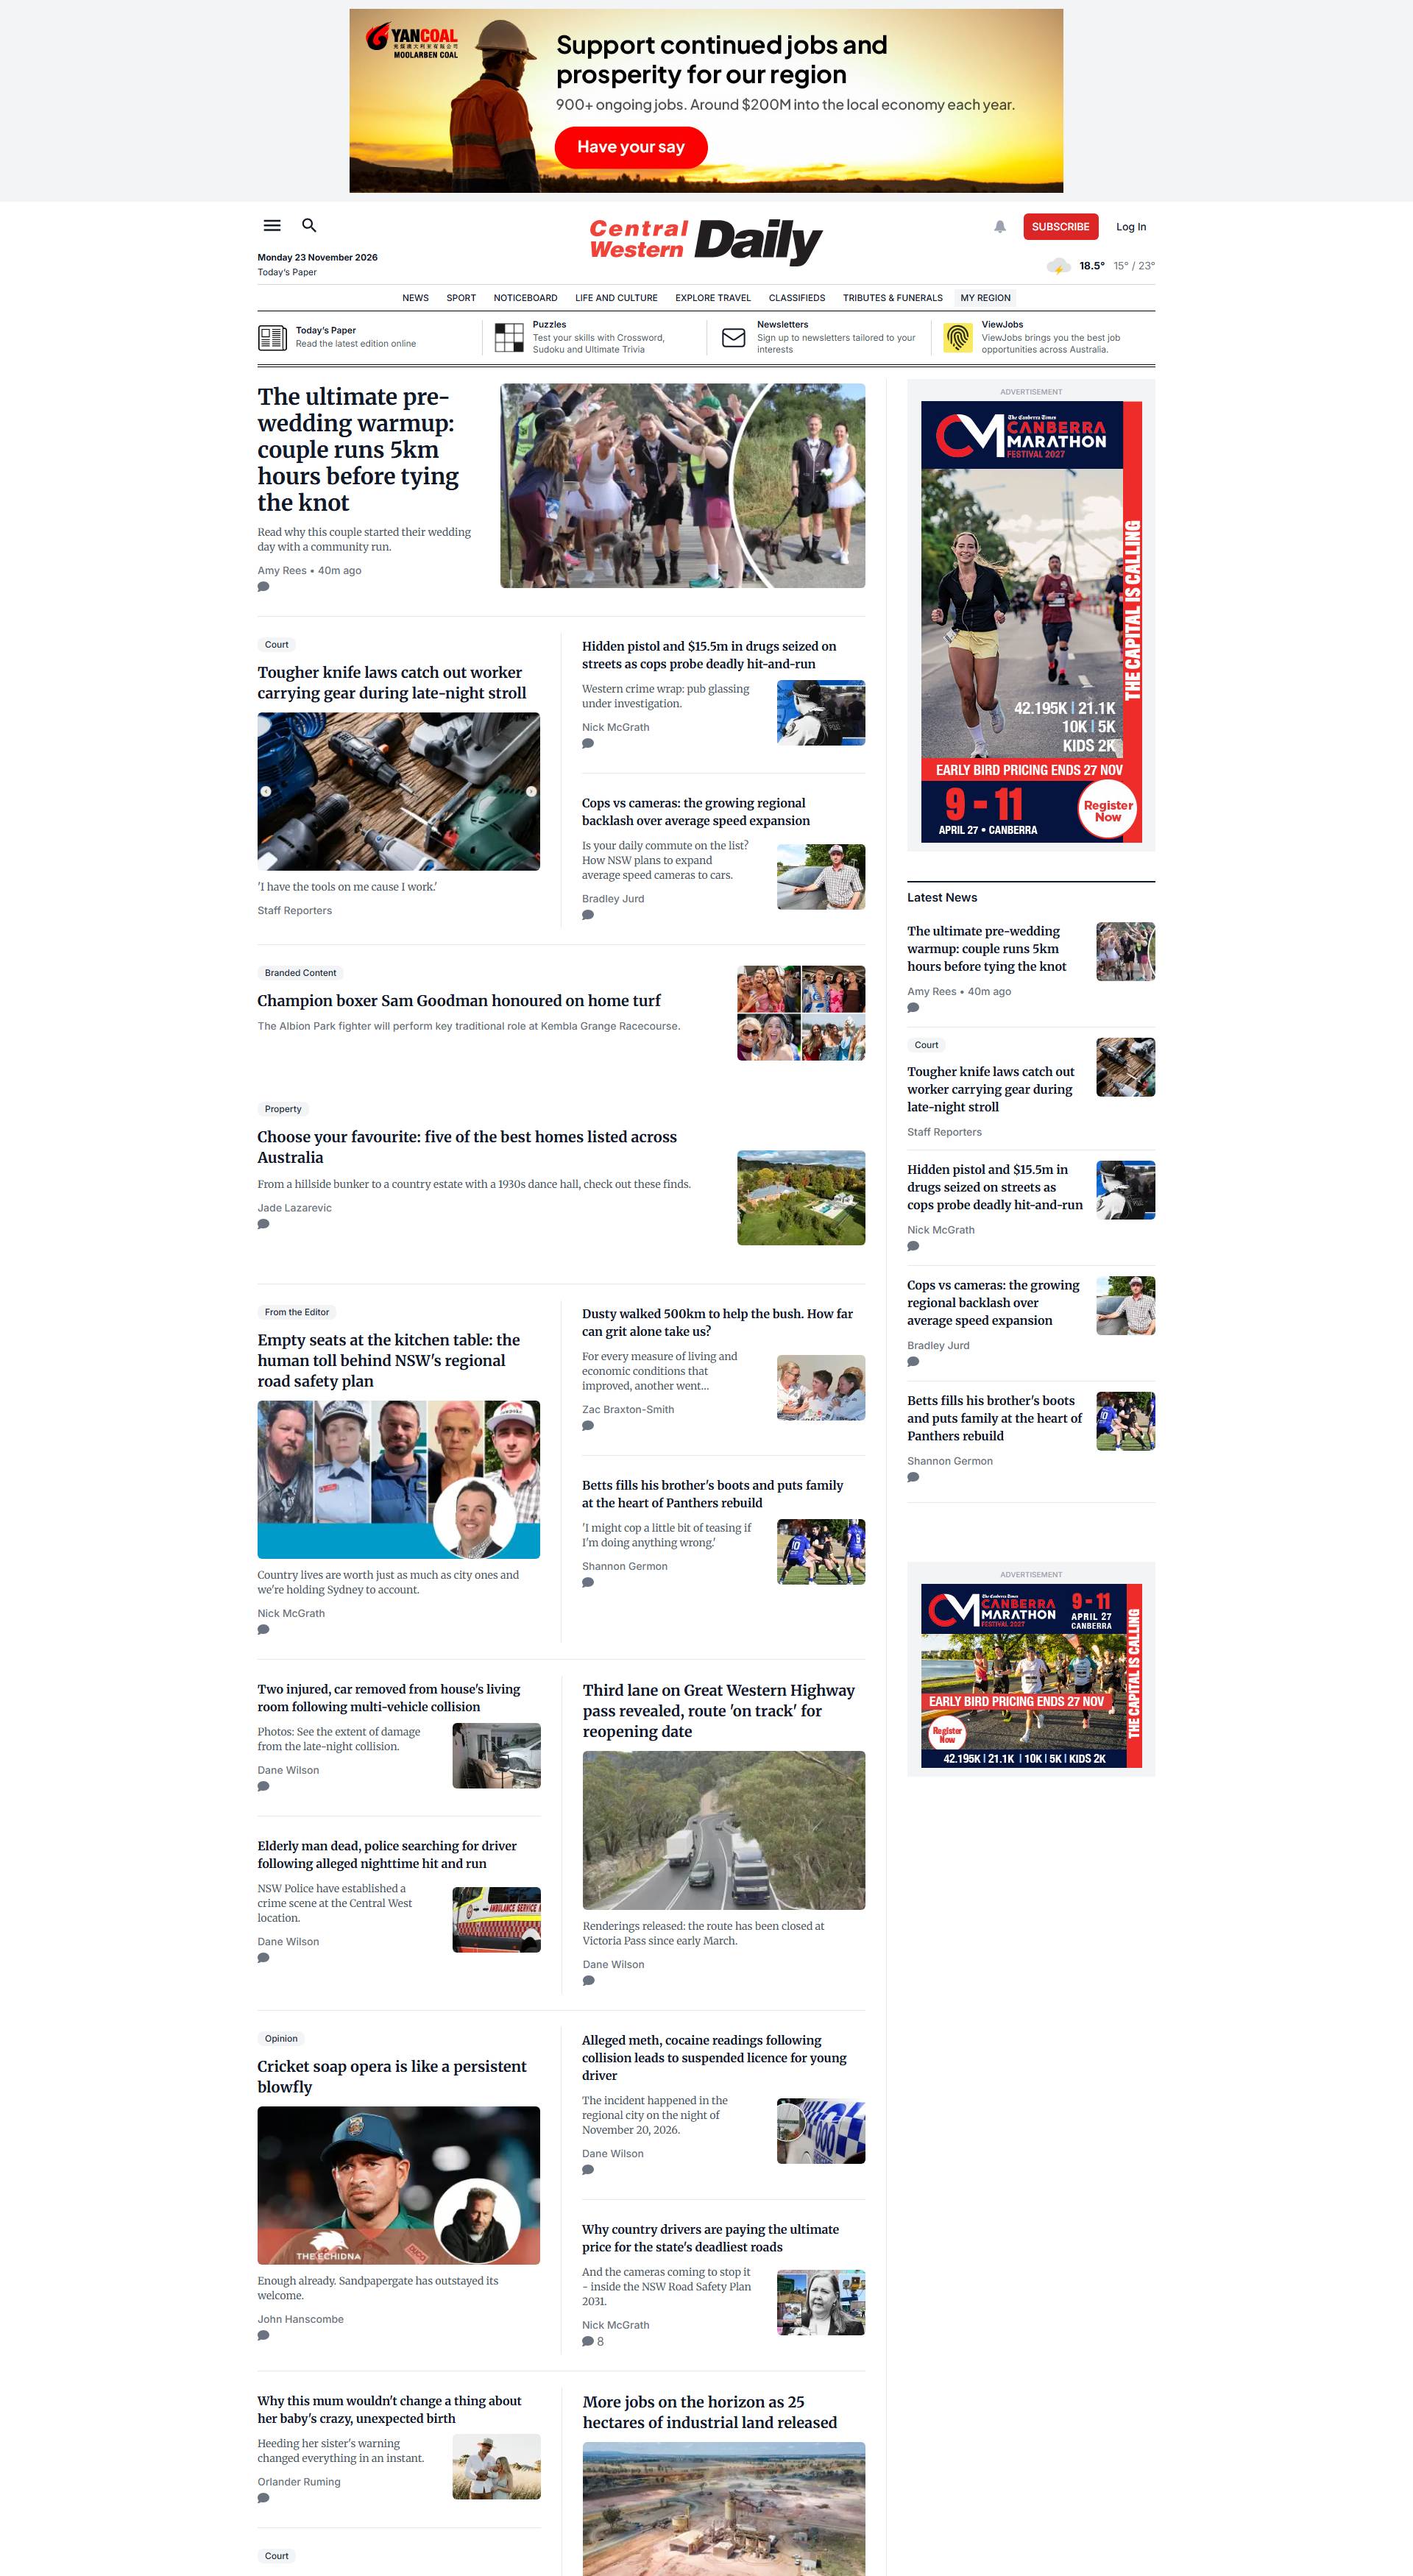 YANCOAL
MOOLARBEN COAL
Support continued jobs and
prosperity for our region
900+ ongoing jobs. Around $200M into the local economy each year.
Have your say
Central
Western
Daily
SUBSCRIBE
Log In
Monday 23 November 2026
Today's Paper
18.5° 15° / 23°
NEWS SPORT NOTICEBOARD LIFE AND CULTURE EXPLORE TRAVEL CLASSIFIEDS TRIBUTES & FUNERALS MY REGION
Today's Paper
Read the latest edition online
Puzzles
Test your skills with Crossword,
Sudoku and Ultimate Trivia
Newsletters
Sign up to newsletters tailored to your
interests
ViewJobs
ViewJobs brings you the best job
opportunities across Australia.
The ultimate pre-
wedding warmup:
couple runs 5km
hours before tying
the knot
Read why this couple started their wedding
day with a community run.
Amy Rees • 40m ago
Court
Tougher knife laws catch out worker
carrying gear during late-night stroll
'I have the tools on me cause I work.'
Staff Reporters
Hidden pistol and $15.5m in drugs seized on
streets as cops probe deadly hit-and-run
Western crime wrap: pub glassing
under investigation.
Nick McGrath
Cops vs cameras: the growing regional
backlash over average speed expansion
Is your daily commute on the list?
How NSW plans to expand
average speed cameras to cars.
Bradley Jurd
Branded Content
Champion boxer Sam Goodman honoured on home turf
The Albion Park fighter will perform key traditional role at Kembla Grange Racecourse.
Property
Choose your favourite: five of the best homes listed across
Australia
From a hillside bunker to a country estate with a 1930s dance hall, check out these finds.
Jade Lazarevic
From the Editor
Empty seats at the kitchen table: the
human toll behind NSW's regional
road safety plan
Country lives are worth just as much as city ones and
we're holding Sydney to account.
Nick McGrath
Dusty walked 500km to help the bush. How far
can grit alone take us?
For every measure of living and
economic conditions that
improved, another went...
Zac Braxton-Smith
Betts fills his brother's boots and puts family
at the heart of Panthers rebuild
'I might cop a little bit of teasing if
I'm doing anything wrong.'
Shannon Germon
Two injured, car removed from house's living
room following multi-vehicle collision
Photos: See the extent of damage
from the late-night collision.
Dane Wilson
Elderly man dead, police searching for driver
following alleged nighttime hit and run
NSW Police have established a
crime scene at the Central West
location.
Dane Wilson
AMBULANCE SERVICE
Third lane on Great Western Highway
pass revealed, route 'on track' for
reopening date
Renderings released: the route has been closed at
Victoria Pass since early March.
Dane Wilson
Opinion
Cricket soap opera is like a persistent
blowfly
THE ECHIDNA
Enough already. Sandpapergate has outstayed its
welcome.
John Hanscombe
Alleged meth, cocaine readings following
collision leads to suspended licence for young
driver
The incident happened in the
regional city on the night of
November 20, 2026.
Dane Wilson
000
Why country drivers are paying the ultimate
price for the state's deadliest roads
And the cameras coming to stop it
- inside the NSW Road Safety Plan
2031.
Nick McGrath
8
Why this mum wouldn't change a thing about
her baby's crazy, unexpected birth
Heeding her sister's warning
changed everything in an instant.
Orlander Ruming
Court
More jobs on the horizon as 25
hectares of industrial land released
ADVERTISEMENT
The Canberra Times
CM CANBERRA
MARATHON
FESTIVAL 2027
THE CAPITAL IS CALLING
42.195K | 21.1K
10K | 5K
KIDS 2K
EARLY BIRD PRICING ENDS 27 NOV
9 - 11
APRIL 27 • CANBERRA
Register
Now
Latest News
The ultimate pre-wedding
warmup: couple runs 5km
hours before tying the knot
Amy Rees • 40m ago
Court
Tougher knife laws catch out
worker carrying gear during
late-night stroll
Staff Reporters
Hidden pistol and $15.5m in
drugs seized on streets as
cops probe deadly hit-and-run
Nick McGrath
Cops vs cameras: the growing
regional backlash over
average speed expansion
Bradley Jurd
Betts fills his brother's boots
and puts family at the heart of
Panthers rebuild
Shannon Germon
ADVERTISEMENT
The Canberra Times
CM CANBERRA
MARATHON
FESTIVAL 2027
9 - 11
APRIL 27
CANBERRA
THE CAPITAL IS CALLING
EARLY BIRD PRICING ENDS 27 NOV
Register
Now
42.195K | 21.1K | 10K | 5K | KIDS 2K